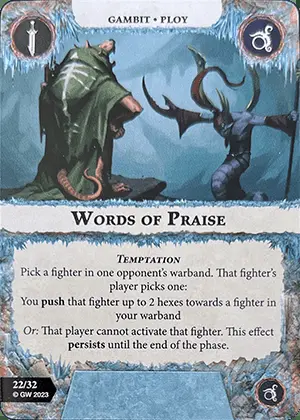 GAMBIT • PLOY
WORDS OF PRAISE
TEMPTATION
Pick a fighter in one opponent's warband. That fighter's
player picks one:
You push that fighter up to 2 hexes towards a fighter in
your warband
Or: That player cannot activate that fighter. This effect
persists until the end of the phase.
22/32
© GW 2023